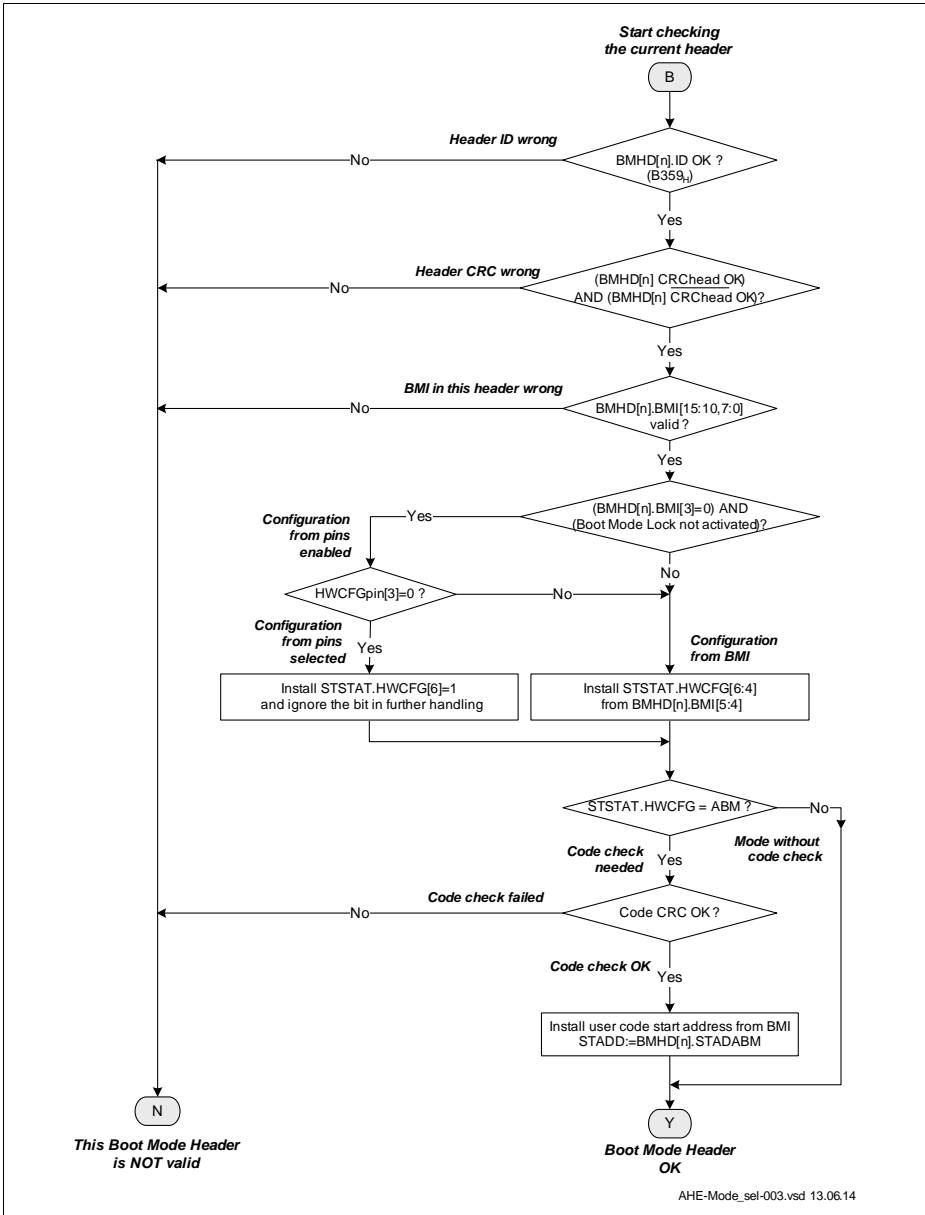 Start checking
the current header
B
Header ID wrong
No
BMHD[n].ID OK ?
(B359H)
Yes
Header CRC wrong
No
(BMHD[n] CRChead OK)
AND (BMHD[n] CRChead OK)?
Yes
BMI in this header wrong
No
BMHD[n].BMI[15:10,7:0]
valid ?
Yes
(BMHD[n].BMI[3]=0) AND
(Boot Mode Lock not activated)?
Yes
Configuration
from pins
enabled
No
HWCFGpin[3]=0 ?
No
Configuration
from pins
selected
Yes
Configuration
from BMI
Install STSTAT.HWCFG[6]=1
and ignore the bit in further handling
Install STSTAT.HWCFG[6:4]
from BMHD[n].BMI[5:4]
STSTAT.HWCFG = ABM ?
No
Mode without
code check
Code check
needed
Yes
Code check failed
No
Code CRC OK ?
Code check OK
Yes
Install user code start address from BMI
STADD:=BMHD[n].STADABM
N
This Boot Mode Header
is NOT valid
Y
Boot Mode Header
OK
AHE-Mode_sel-003.vsd 13.06.14